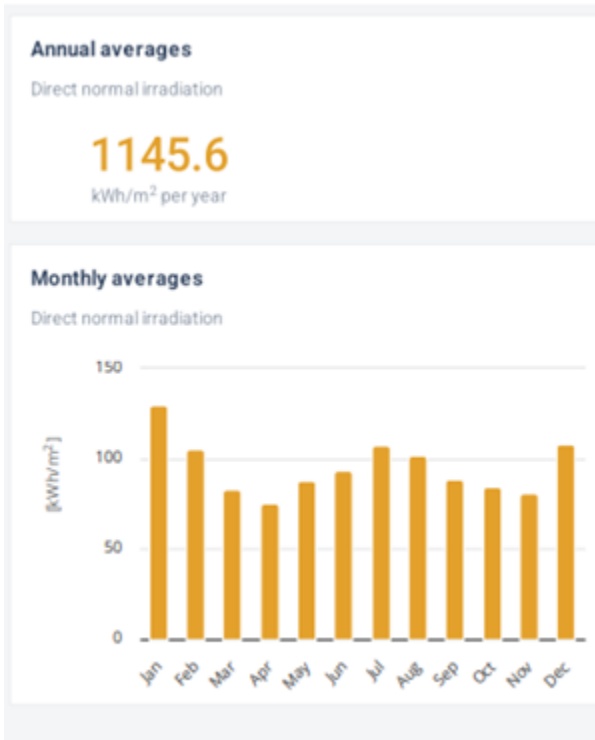 Annual averages
Direct normal irradiation
1145.6
kWh/m² per year
Monthly averages
Direct normal irradiation
150
100
50
0
[kWh/m²]
Jan Feb Mar Apr May Jun Jul Aug Sep Oct Nov Dec